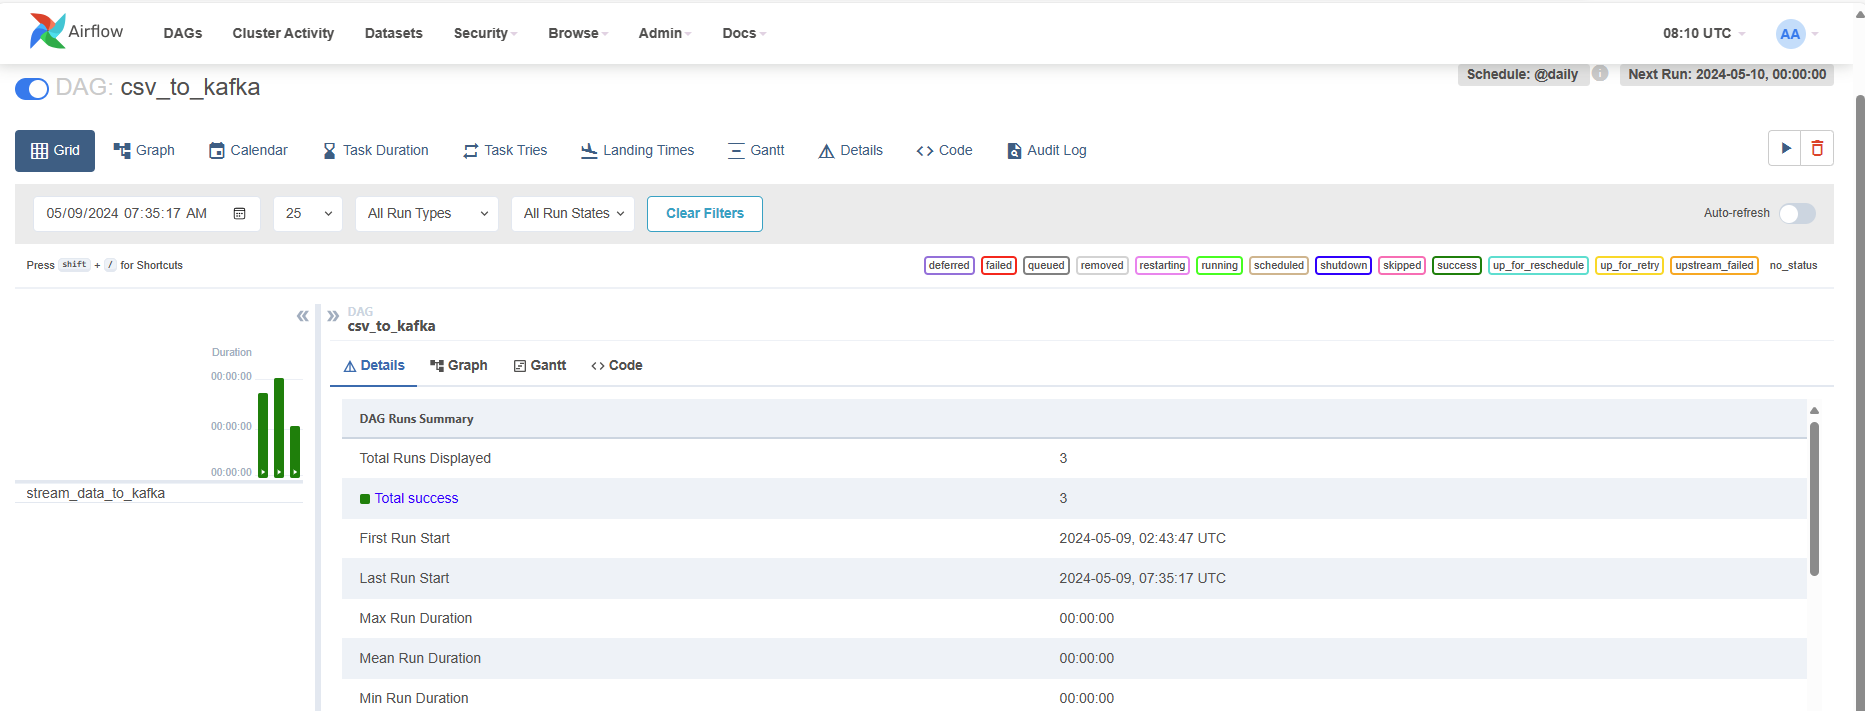 Airflow DAGs Cluster Activity Datasets Security Browse Admin Docs 08:10 UTC AA
DAG: csv_to_kafka Schedule: @daily i Next Run: 2024-05-10, 00:00:00
Grid Graph Calendar Task Duration Task Tries Landing Times Gantt Details Code Audit Log
05/09/2024 07:35:17 AM 25 All Run Types All Run States Clear Filters Auto-refresh
Press shift + / for Shortcuts deferred failed queued removed restarting running scheduled shutdown skipped success up_for_reschedule up_for_retry upstream_failed no_status
DAG
csv_to_kafka
Duration
00:00:00
00:00:00
00:00:00
stream_data_to_kafka
Details Graph Gantt Code
DAG Runs Summary
Total Runs Displayed 3
Total success 3
First Run Start 2024-05-09, 02:43:47 UTC
Last Run Start 2024-05-09, 07:35:17 UTC
Max Run Duration 00:00:00
Mean Run Duration 00:00:00
Min Run Duration 00:00:00